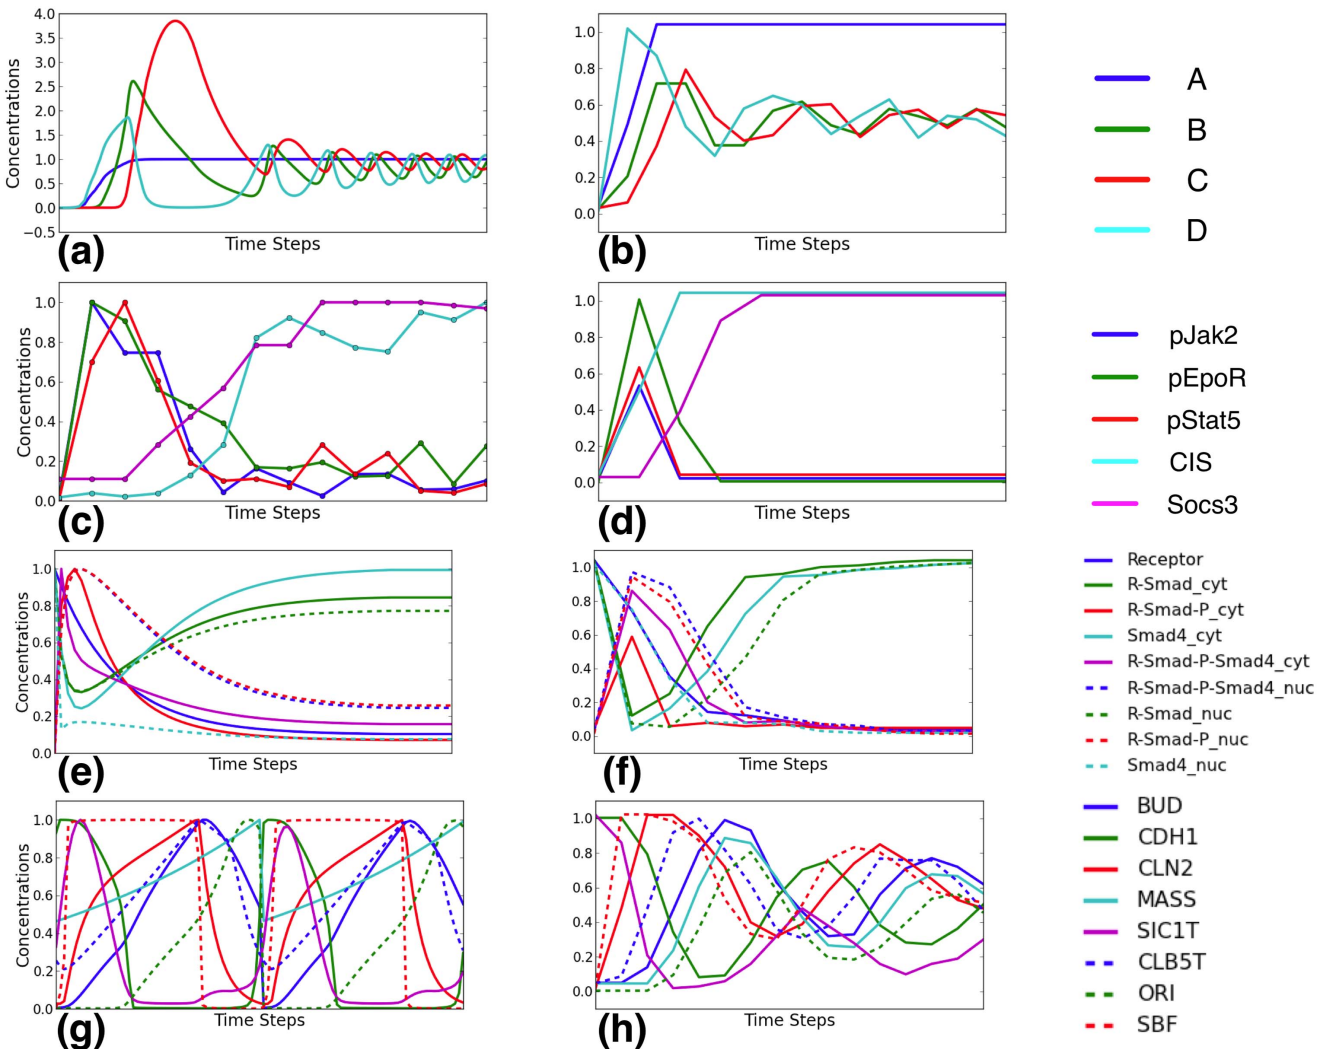 4.0
3.5
3.0
2.5
2.0
1.5
1.0
0.5
0.0
−0.5
Concentrations
Time Steps
(a)
1.0
0.8
0.6
0.4
0.2
0.0
Time Steps
(b)
A
B
C
D
1.0
0.8
0.6
0.4
0.2
0.0
Concentrations
Time Steps
(c)
1.0
0.8
0.6
0.4
0.2
0.0
Time Steps
(d)
pJak2
pEpoR
pStat5
CIS
Socs3
1.0
0.8
0.6
0.4
0.2
0.0
Concentrations
Time Steps
(e)
1.0
0.8
0.6
0.4
0.2
0.0
Time Steps
(f)
Receptor
R-Smad_cyt
R-Smad-P_cyt
Smad4_cyt
R-Smad-P-Smad4_cyt
R-Smad-P-Smad4_nuc
R-Smad_nuc
R-Smad-P_nuc
Smad4_nuc
1.0
0.8
0.6
0.4
0.2
0.0
Concentrations
Time Steps
(g)
1.0
0.8
0.6
0.4
0.2
0.0
Time Steps
(h)
BUD
CDH1
CLN2
MASS
SIC1T
CLB5T
ORI
SBF